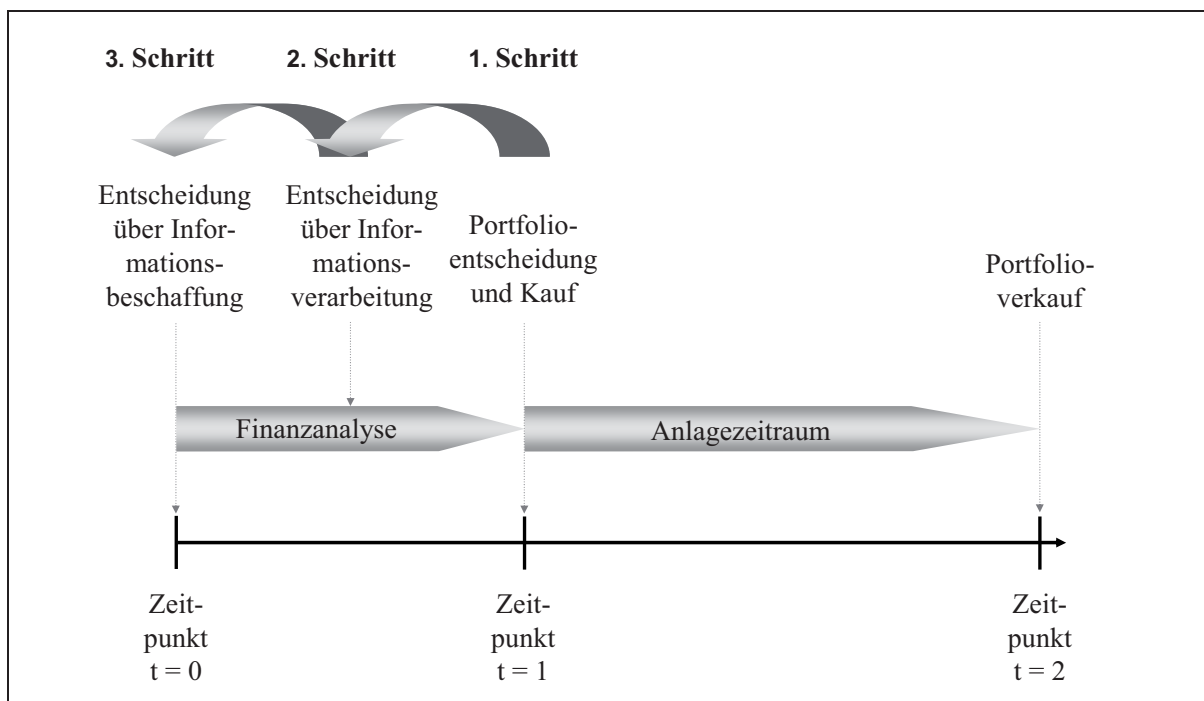 3. Schritt
2. Schritt
1. Schritt
Entscheidung
über Infor-
mations-
beschaffung
Entscheidung
über Infor-
mations-
verarbeitung
Portfolio-
entscheidung
und Kauf
Portfolio-
verkauf
Finanzanalyse
Anlagezeitraum
Zeit-
punkt
t = 0
Zeit-
punkt
t = 1
Zeit-
punkt
t = 2